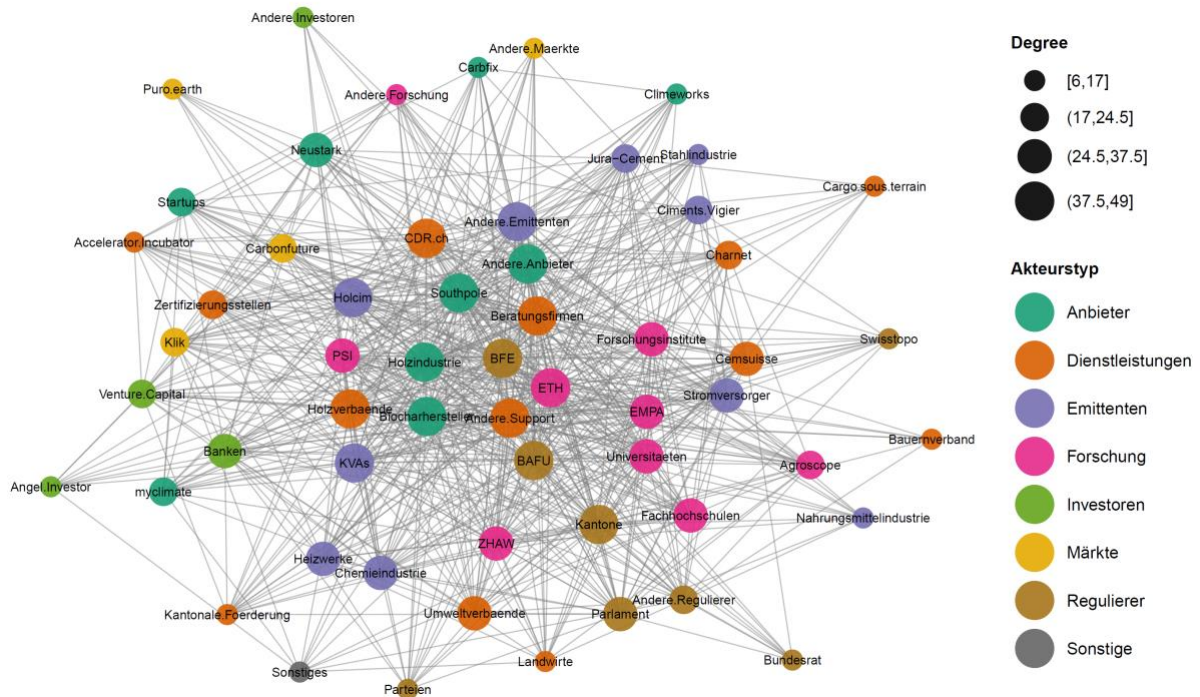 Andere.Investoren
Andere.Maerkte
Carbfix
Puro.earth
Andere.Forschung
Climeworks
Neustark
Jura−Cement
Stahlindustrie
Cargo.sous.terrain
Startups
Ciments.Vigier
Andere.Emittenten
CDR.ch
Accelerator.Incubator
Carbonfuture
Charnet
Andere.Anbieter
Southpole
Holcim
Zertifizierungsstellen
Beratungsfirmen
Forschungsinstitute
Swisstopo
Klik
PSI
Holzindustrie
BFE
Cemsuisse
Venture.Capital
ETH
Stromversorger
Holzverbaende
Biocharhersteller
Andere.Support
EMPA
Bauernverband
Banken
KVAs
BAFU
Universitaeten
Agroscope
Angel.Investor
myclimate
Kantone
Fachhochschulen
Nahrungsmittelindustrie
ZHAW
Heizwerke
Chemieindustrie
Kantonale.Foerderung
Umweltverbaende
Parlament
Andere.Regulierer
Sonstiges
Landwirte
Bundesrat
Parteien
Degree
[6,17]
(17,24.5]
(24.5,37.5]
(37.5,49]
Akteurstyp
Anbieter
Dienstleistungen
Emittenten
Forschung
Investoren
Märkte
Regulierer
Sonstige